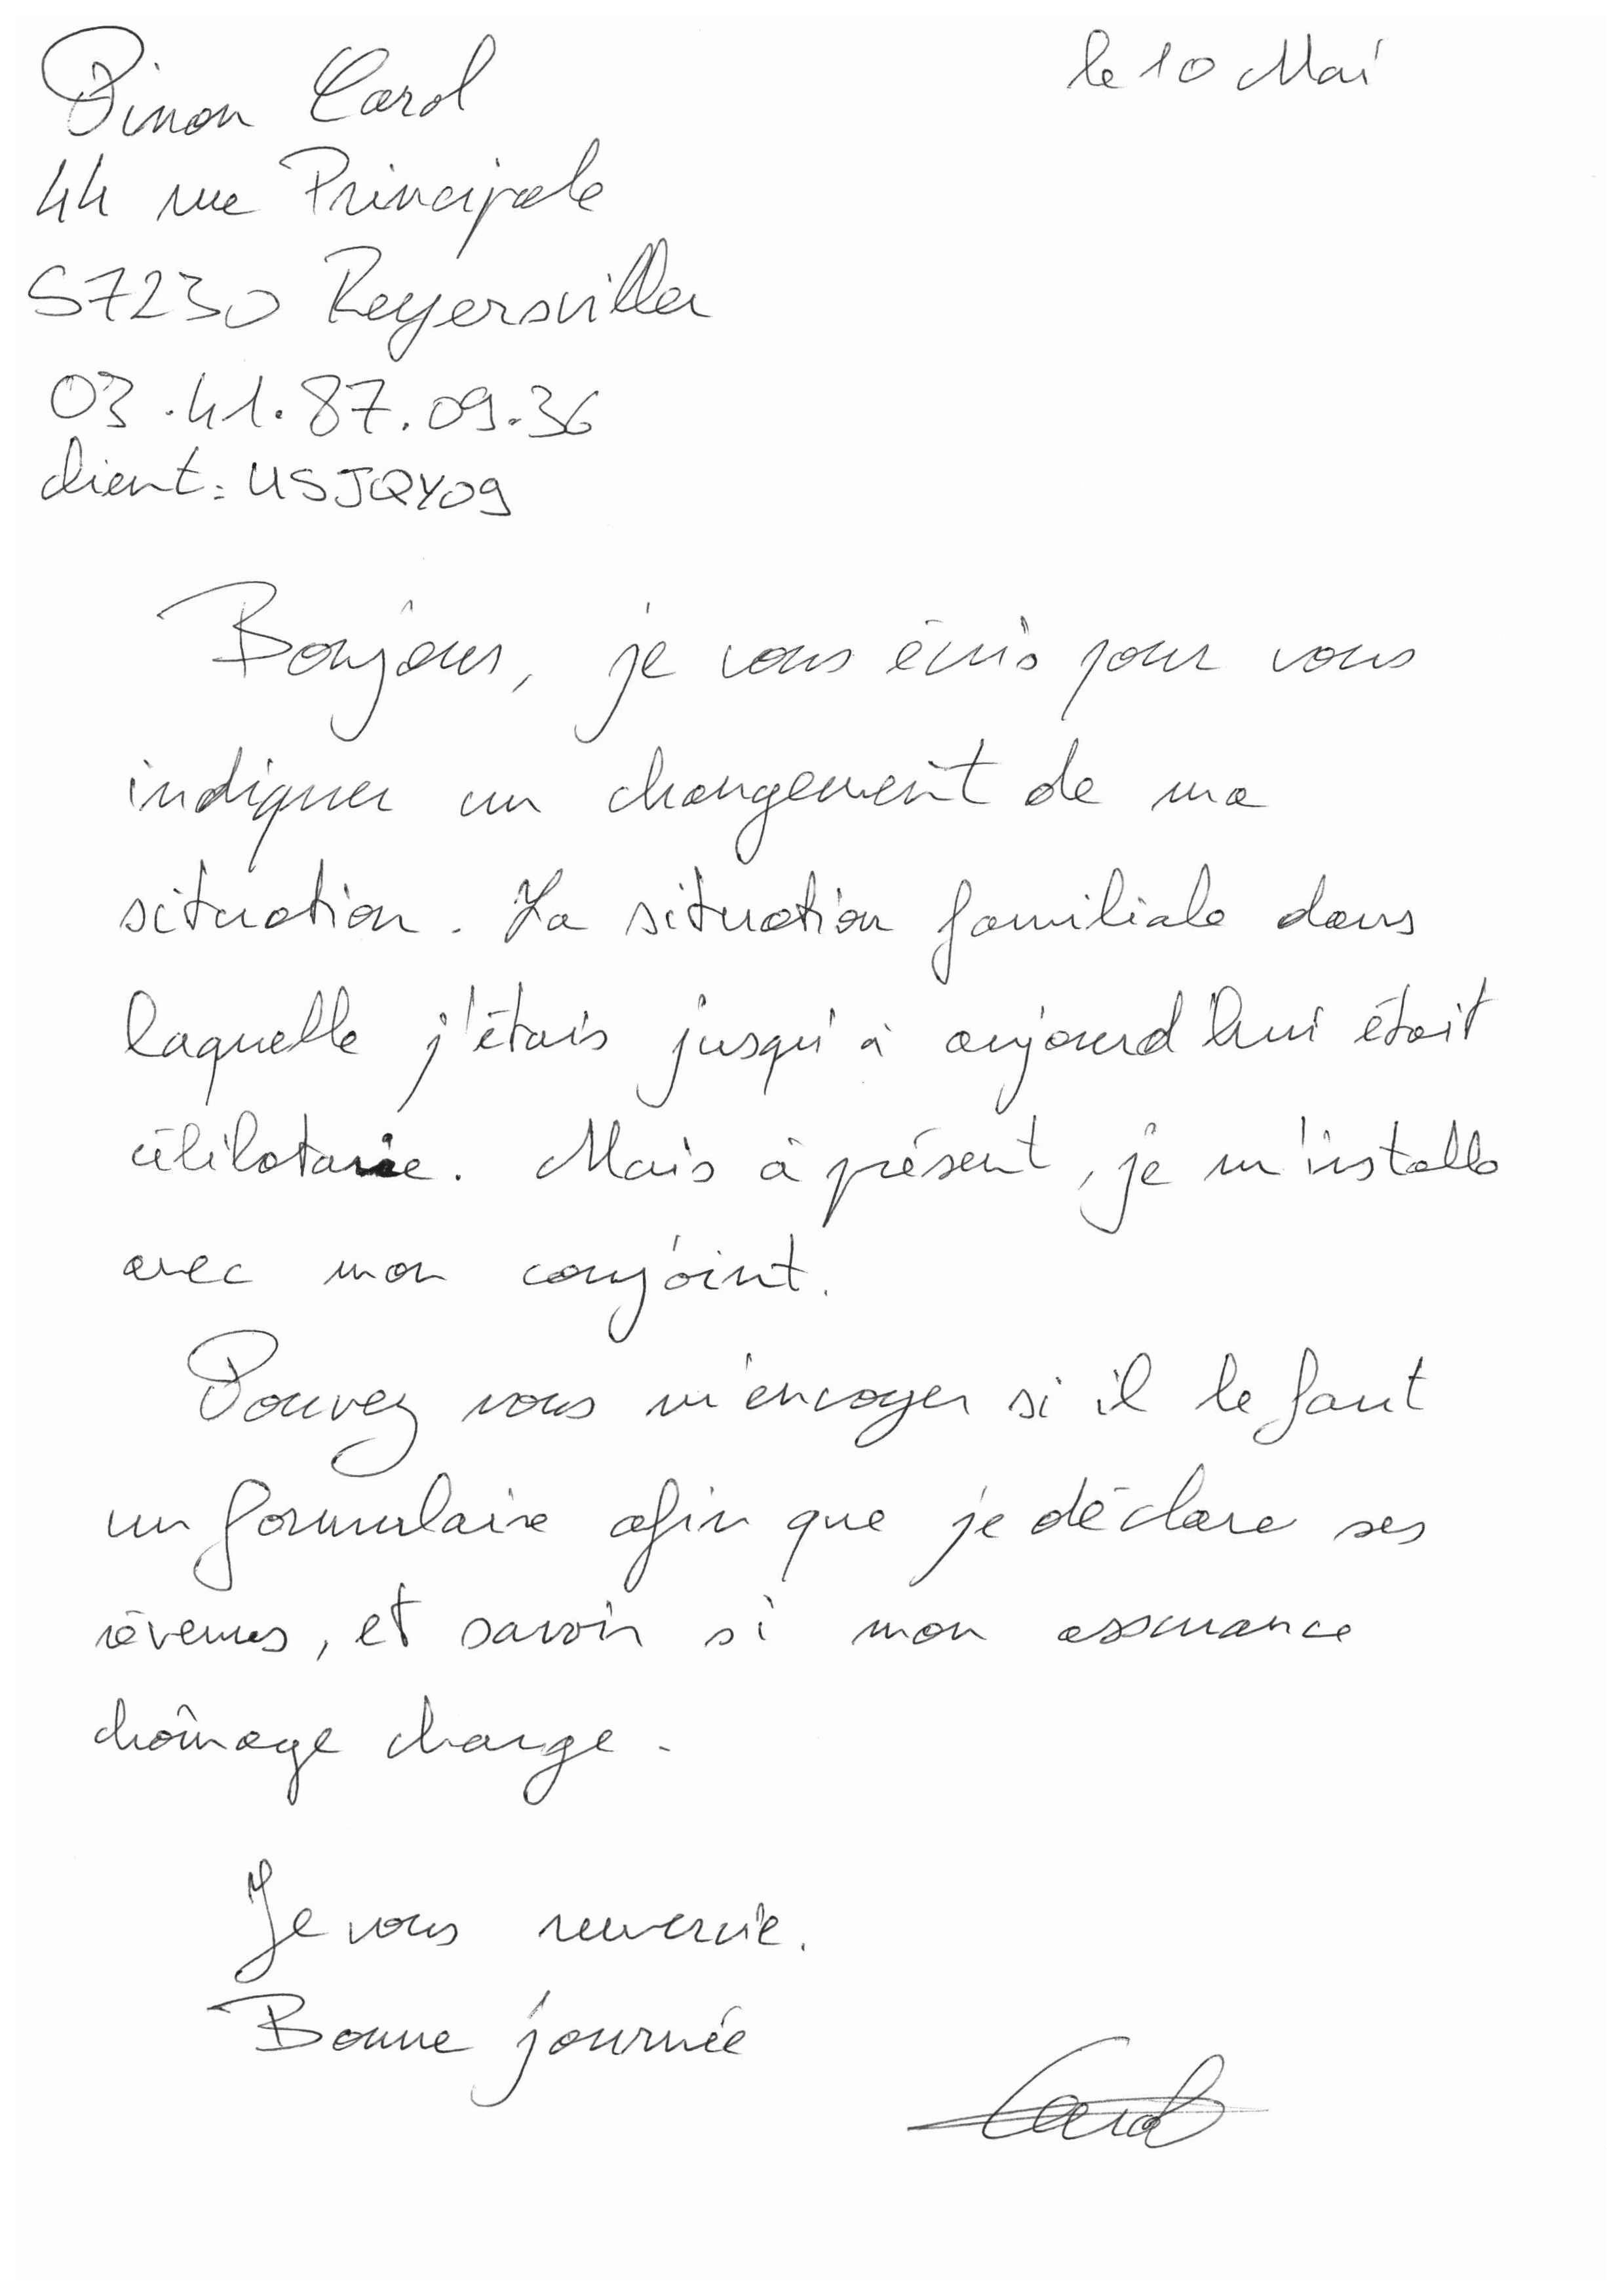 Pinon Carol
le 10 Mai
44 rue Principale
57230 Reyersviller
03.41.87.09.36
client: USJQY09
Bonjour, je vous écris pour vous
indiquer un changement de ma
situation. La situation familiale dans
laquelle j'étais jusqu'à aujourd'hui était
célibataire. Mais à présent, je m'installe
avec mon conjoint.
Pouvez vous m'envoyer si il le faut
un formulaire afin que je déclare ses
révenus, et savoir si mon assurance
chômage change.
Je vous remercie.
Bonne journée
Carol